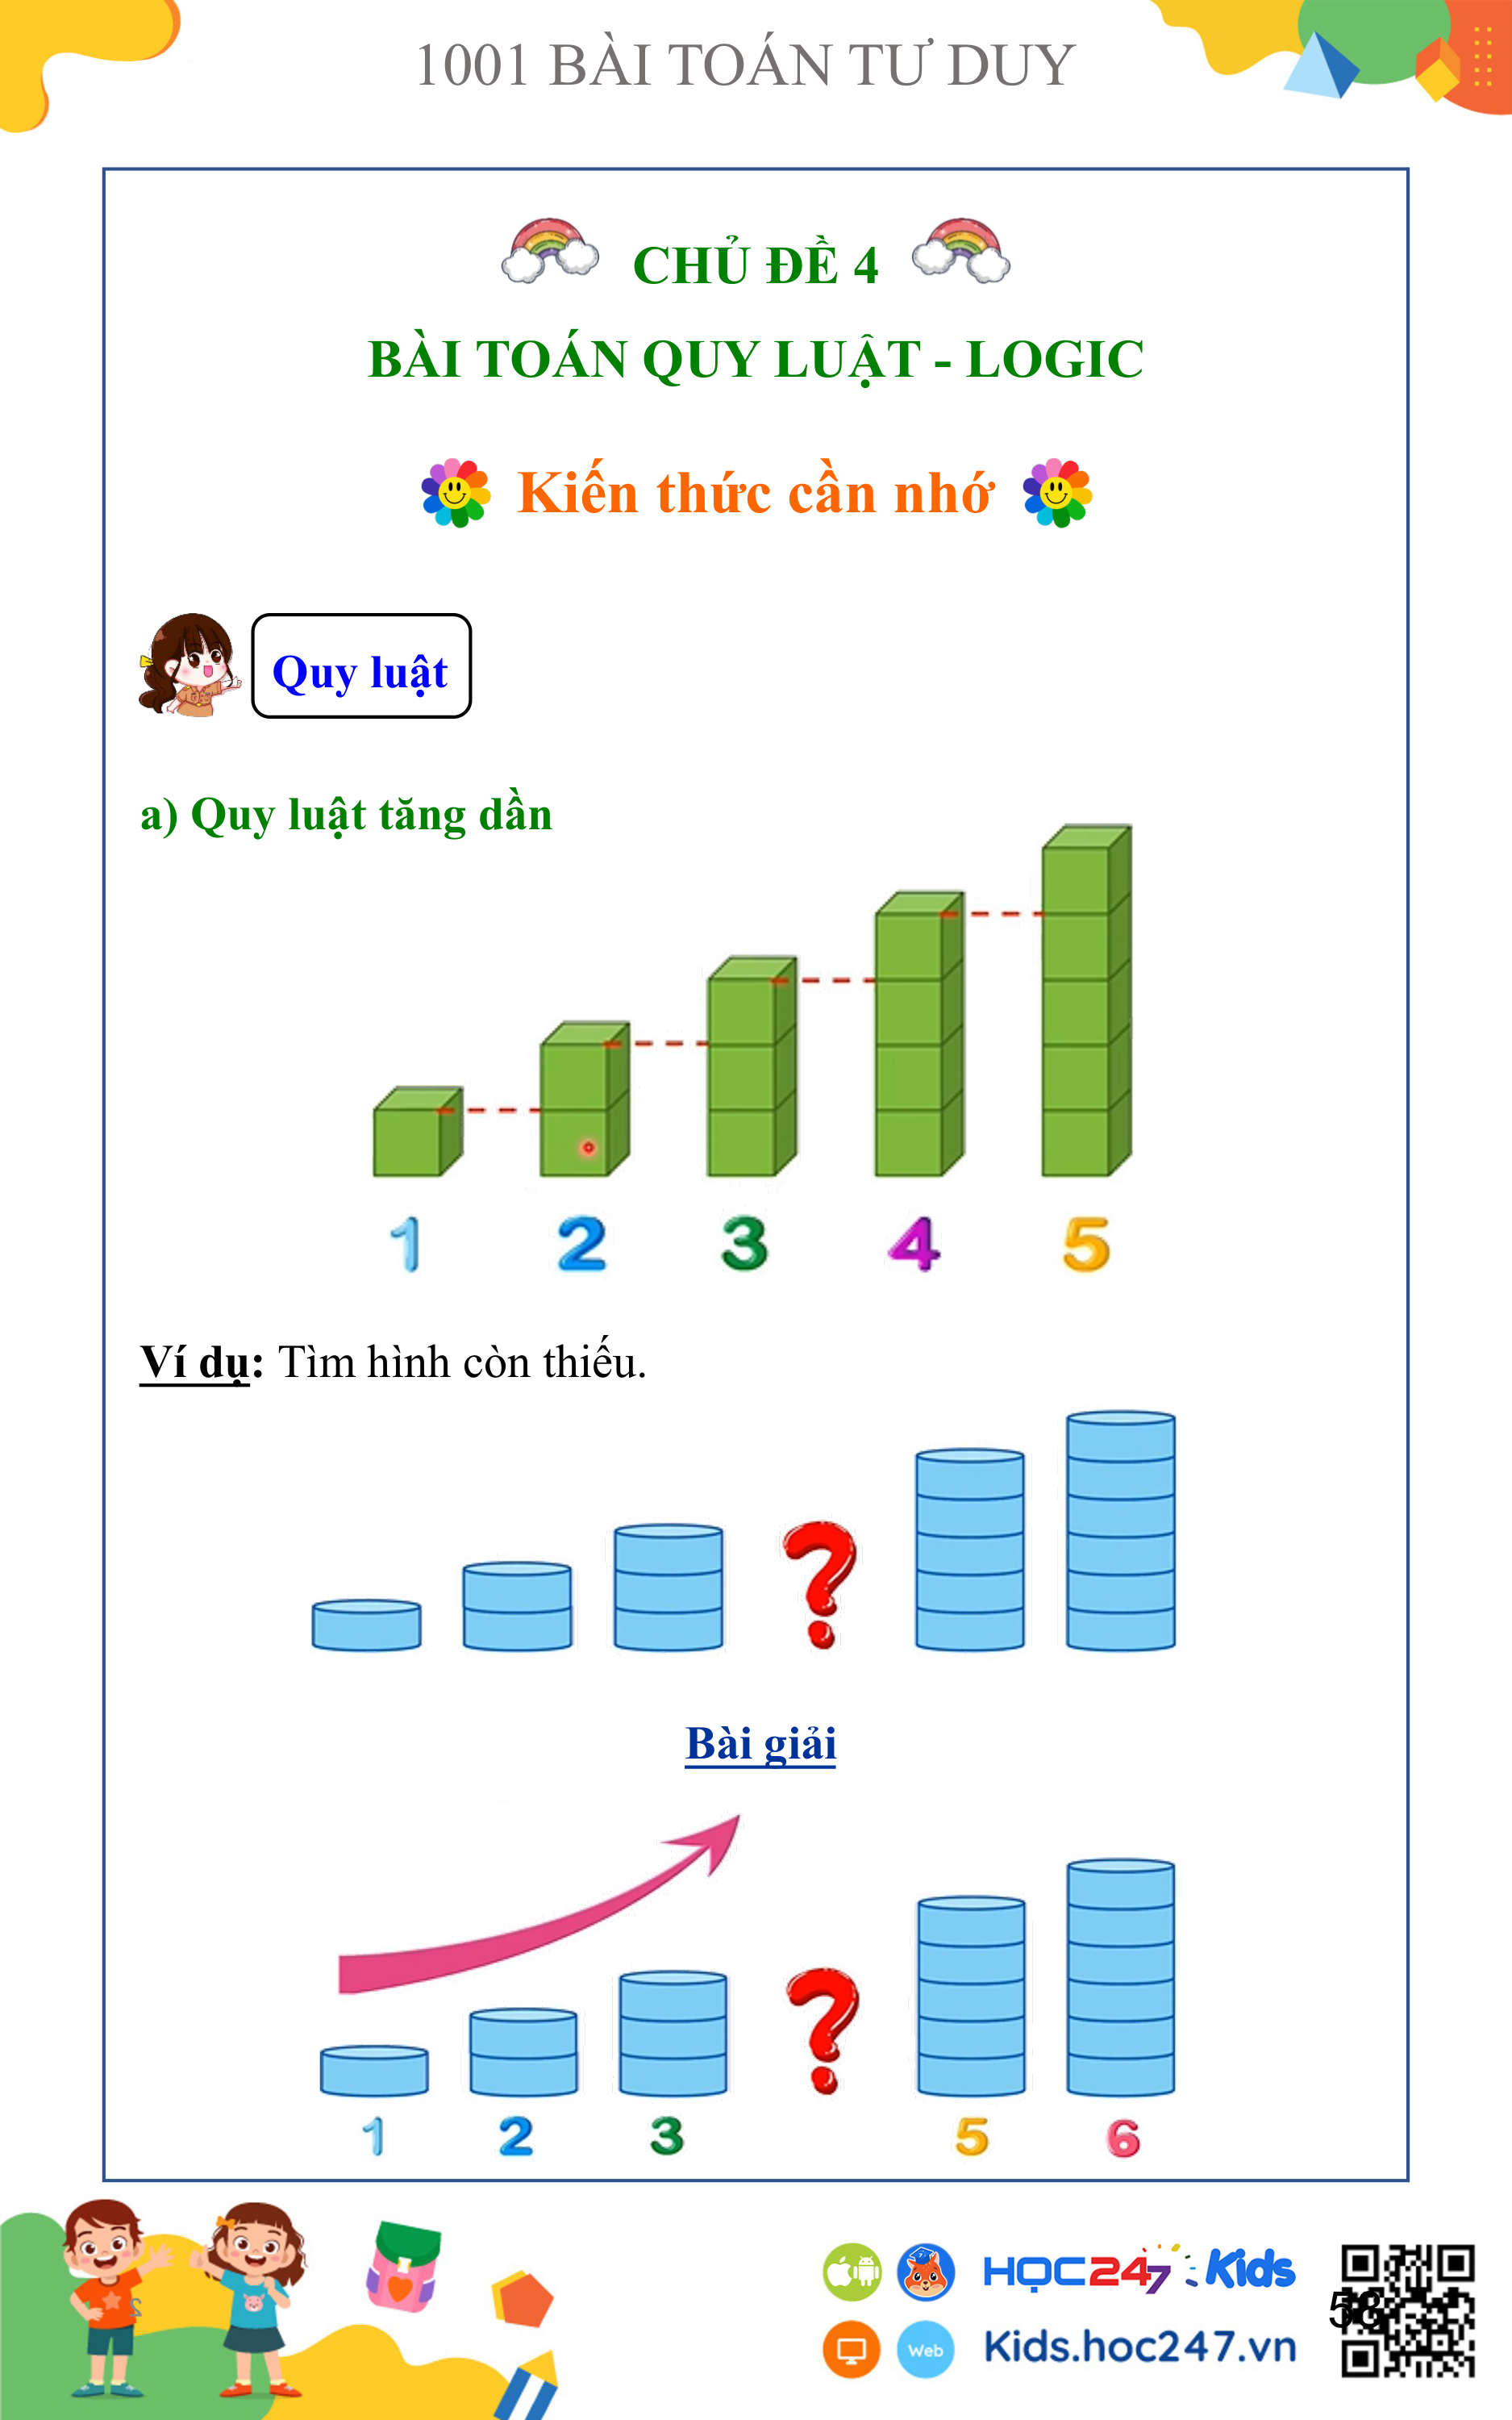 1001 BÀI TOÁN TƯ DUY
CHỦ ĐỀ 4
BÀI TOÁN QUY LUẬT - LOGIC
Kiến thức cần nhớ
Quy luật
a) Quy luật tăng dần
1 2 3 4 5
Ví dụ: Tìm hình còn thiếu.
?
Bài giải
?
1 2 3 5 6
HỌC247 Kids
Web Kids.hoc247.vn
58